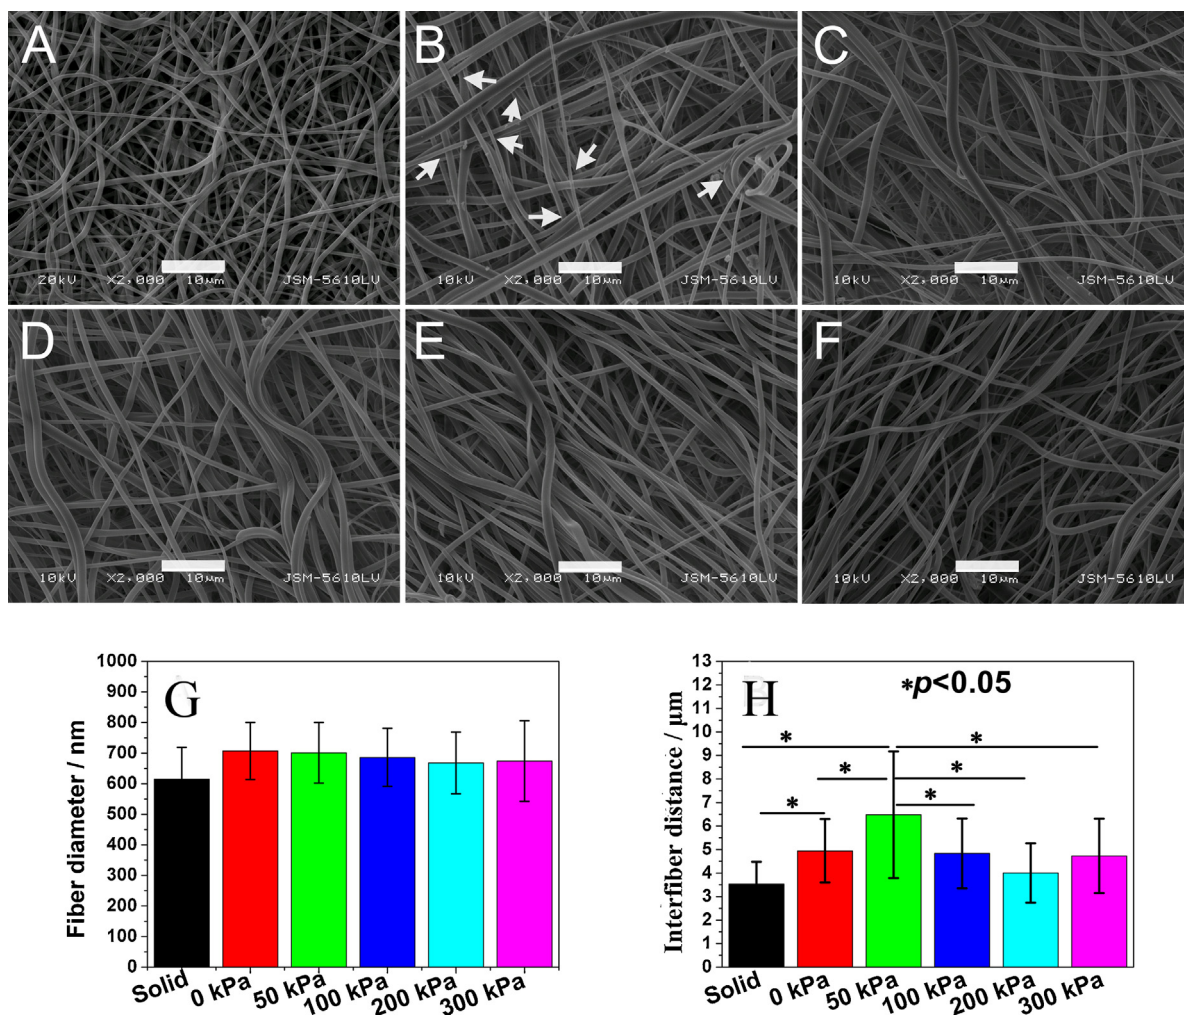 A
B
C
20kV X2,000 10µm JSM-5610LV
10kV X2,000 10µm JSM-5610LV
10kV X2,000 10µm JSM-5610LV
D
E
F
10kV X2,000 10µm JSM-5610LV
10kV X2,000 10µm JSM-5610LV
10kV X2,000 10µm JSM-5610LV
G
Fiber diameter / nm
1000
900
800
700
600
500
400
300
200
100
0
Solid
0 kPa
50 kPa
100 kPa
200 kPa
300 kPa
H
*p<0.05
Interfiber distance / µm
13
12
11
10
9
8
7
6
5
4
3
2
1
0
*
*
*
*
*
*
Solid
0 kPa
50 kPa
100 kPa
200 kPa
300 kPa